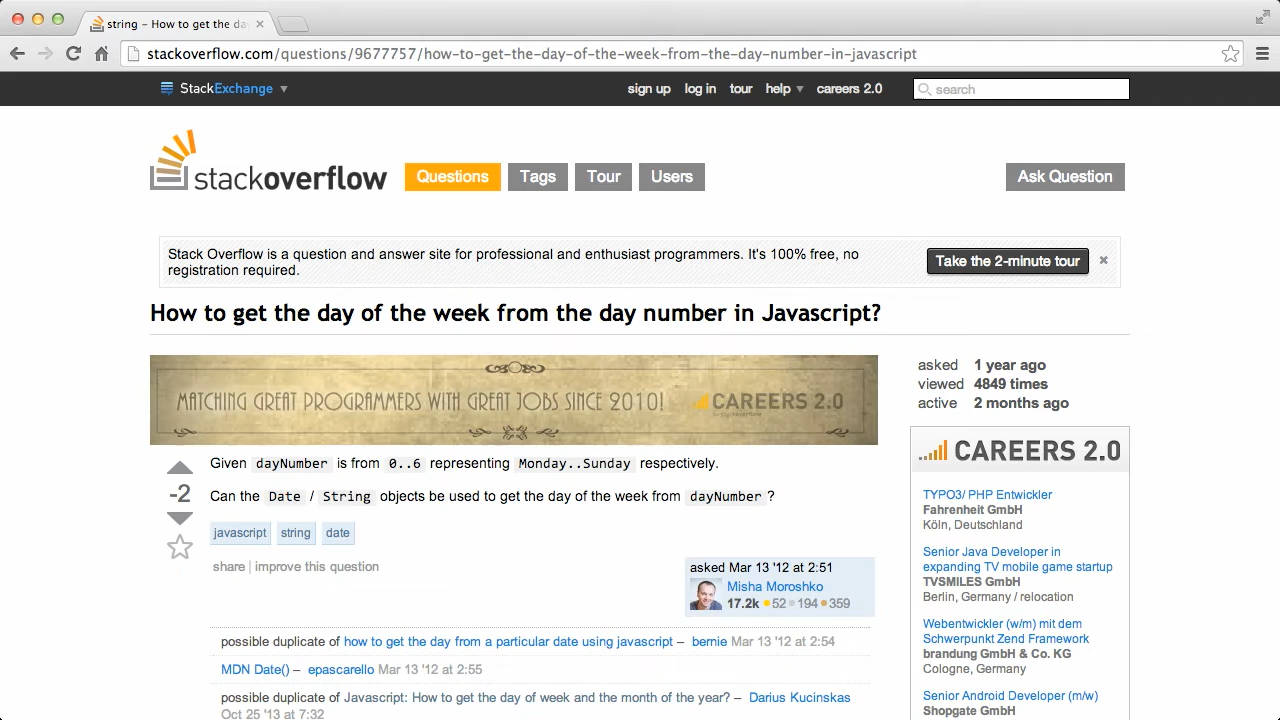 string – How to get the da
stackoverflow.com/questions/9677757/how-to-get-the-day-of-the-week-from-the-day-number-in-javascript
StackExchange ▾ sign up log in tour help ▾ careers 2.0 search
stackoverflow Questions Tags Tour Users Ask Question
Stack Overflow is a question and answer site for professional and enthusiast programmers. It's 100% free, no
registration required.
Take the 2-minute tour ×
How to get the day of the week from the day number in Javascript?
MATCHING GREAT PROGRAMMERS WITH GREAT JOBS SINCE 2010! CAREERS 2.0
Given dayNumber is from 0..6 representing Monday..Sunday respectively.
-2
Can the Date / String objects be used to get the day of the week from dayNumber?
javascript string date
share | improve this question
asked Mar 13 '12 at 2:51
Misha Moroshko
17.2k 52 194 359
possible duplicate of how to get the day from a particular date using javascript – bernie Mar 13 '12 at 2:54
MDN Date() – epascarello Mar 13 '12 at 2:55
possible duplicate of Javascript: How to get the day of week and the month of the year? – Darius Kucinskas
Oct 25 '13 at 7:32
asked 1 year ago
viewed 4849 times
active 2 months ago
CAREERS 2.0
TYPO3/ PHP Entwickler
Fahrenheit GmbH
Köln, Deutschland
Senior Java Developer in
expanding TV mobile game startup
TVSMILES GmbH
Berlin, Germany / relocation
Webentwickler (w/m) mit dem
Schwerpunkt Zend Framework
brandung GmbH & Co. KG
Cologne, Germany
Senior Android Developer (m/w)
Shopgate GmbH